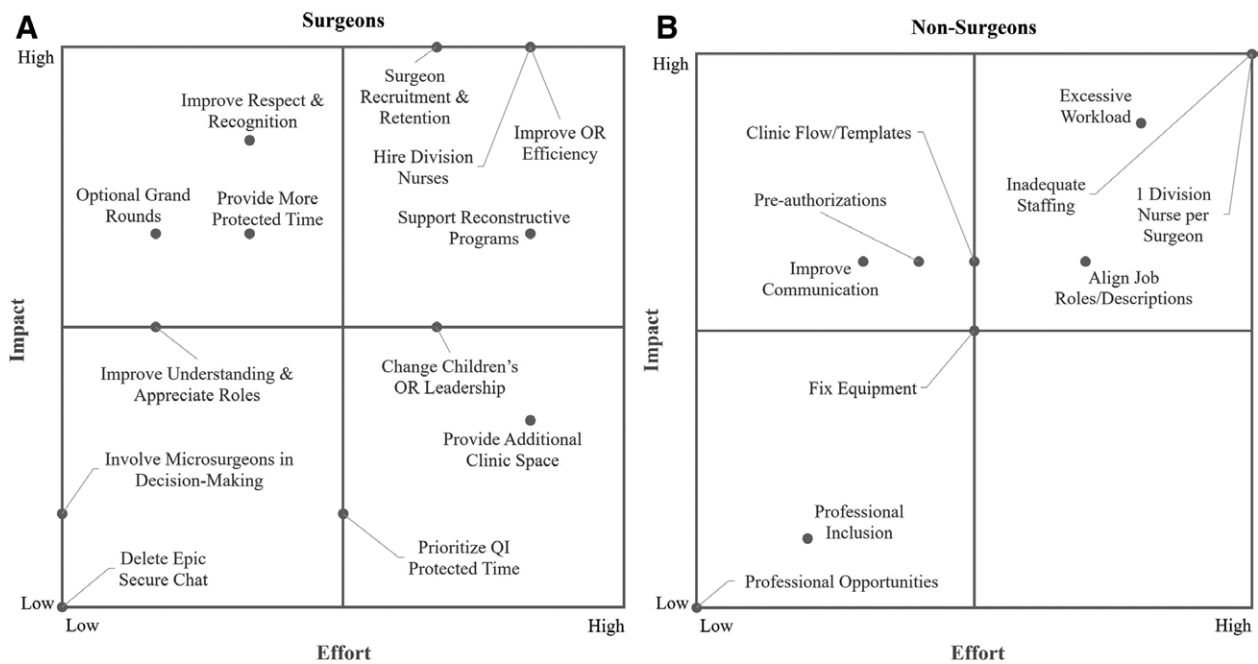 A
Surgeons
High
Surgeon
Recruitment &
Retention
Improve Respect &
Recognition
Improve OR
Efficiency
Hire Division
Nurses
Optional Grand
Rounds
Provide More
Protected Time
Support Reconstructive
Programs
Impact
Improve Understanding &
Appreciate Roles
Change Children's
OR Leadership
Provide Additional
Clinic Space
Involve Microsurgeons in
Decision-Making
Prioritize QI
Protected Time
Delete Epic
Secure Chat
Low
Low
High
Effort
B
Non-Surgeons
High
Excessive
Workload
Clinic Flow/Templates
Inadequate
Staffing
1 Division
Nurse per
Surgeon
Pre-authorizations
Improve
Communication
Align Job
Roles/Descriptions
Impact
Fix Equipment
Professional
Inclusion
Professional Opportunities
Low
Low
High
Effort